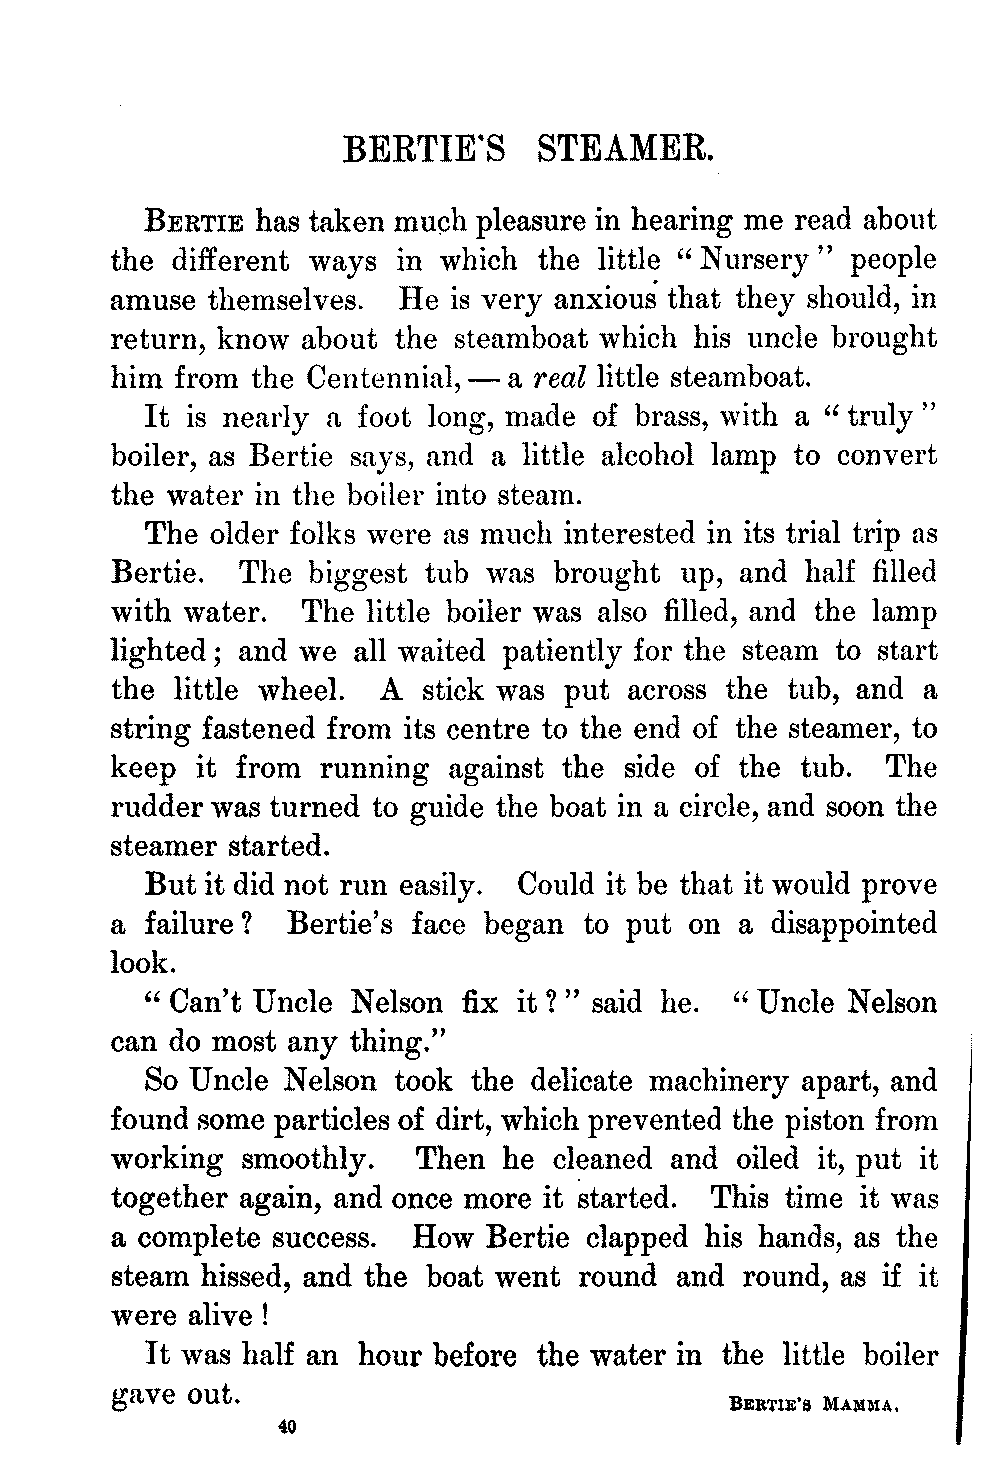 BERTIE'S STEAMER.
BERTIE has taken much pleasure in hearing me read about
the different ways in which the little “Nursery” people
amuse themselves. He is very anxious that they should, in
return, know about the steamboat which his uncle brought
him from the Centennial, — a real little steamboat.
It is nearly a foot long, made of brass, with a “truly”
boiler, as Bertie says, and a little alcohol lamp to convert
the water in the boiler into steam.
The older folks were as much interested in its trial trip as
Bertie. The biggest tub was brought up, and half filled
with water. The little boiler was also filled, and the lamp
lighted; and we all waited patiently for the steam to start
the little wheel. A stick was put across the tub, and a
string fastened from its centre to the end of the steamer, to
keep it from running against the side of the tub. The
rudder was turned to guide the boat in a circle, and soon the
steamer started.
But it did not run easily. Could it be that it would prove
a failure? Bertie's face began to put on a disappointed
look.
“Can't Uncle Nelson fix it?” said he. “Uncle Nelson
can do most any thing.”
So Uncle Nelson took the delicate machinery apart, and
found some particles of dirt, which prevented the piston from
working smoothly. Then he cleaned and oiled it, put it
together again, and once more it started. This time it was
a complete success. How Bertie clapped his hands, as the
steam hissed, and the boat went round and round, as if it
were alive!
It was half an hour before the water in the little boiler
gave out.
BERTIE'S MAMMA.
40